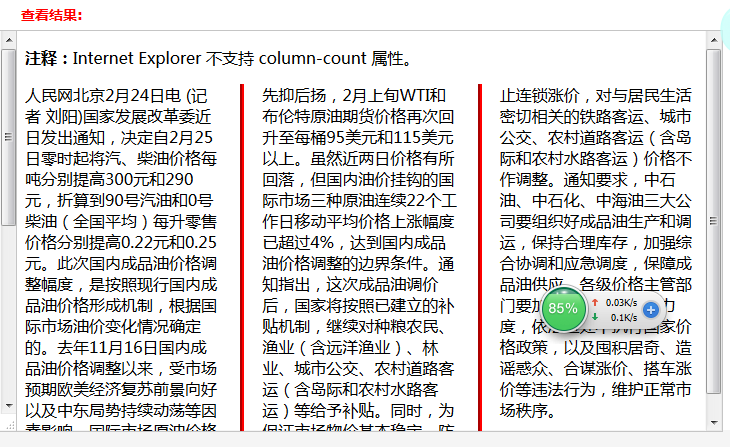 查看结果:
注释：Internet Explorer 不支持 column-count 属性。
人民网北京2月24日电 (记
者 刘阳)国家发展改革委近
日发出通知，决定自2月25
日零时起将汽、柴油价格每
吨分别提高300元和290
元，折算到90号汽油和0号
柴油（全国平均）每升零售
价格分别提高0.22元和0.25
元。此次国内成品油价格调
整幅度，是按照现行国内成
品油价格形成机制，根据国
际市场油价变化情况确定
的。去年11月16日国内成
品油价格调整以来，受市场
预期欧美经济复苏前景向好
以及中东局势持续动荡等因
素影响，国际市场原油价格
先抑后扬，2月上旬WTI和
布伦特原油期货价格再次回
升至每桶95美元和115美元
以上。虽然近两日价格有所
回落，但国内油价挂钩的国
际市场三种原油连续22个工
作日移动平均价格上涨幅度
已超过4%，达到国内成品
油价格调整的边界条件。通
知指出，这次成品油调价
后，国家将按照已建立的补
贴机制，继续对种粮农民、
渔业（含远洋渔业）、林
业、城市公交、农村道路客
运（含岛际和农村水路客
运）等给予补贴。同时，为
保证市场物价基本稳定，防
止连锁涨价，对与居民生活
密切相关的铁路客运、城市
公交、农村道路客运（含岛
际和农村水路客运）价格不
作调整。通知要求，中石
油、中石化、中海油三大公
司要组织好成品油生产和调
运，保持合理库存，加强综
合协调和应急调度，保障成
品油供应。各级价格主管部
门要加 力
度，依法 国家价
格政策，以及囤积居奇、造
谣惑众、合谋涨价、搭车涨
价等违法行为，维护正常市
场秩序。
85%
0.03K/s
0.1K/s